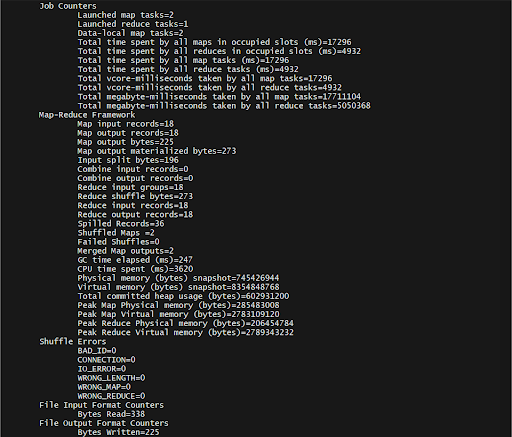 Job Counters
Launched map tasks=2
Launched reduce tasks=1
Data-local map tasks=2
Total time spent by all maps in occupied slots (ms)=17296
Total time spent by all reduces in occupied slots (ms)=4932
Total time spent by all map tasks (ms)=17296
Total time spent by all reduce tasks (ms)=4932
Total vcore-milliseconds taken by all map tasks=17296
Total vcore-milliseconds taken by all reduce tasks=4932
Total megabyte-milliseconds taken by all map tasks=17711104
Total megabyte-milliseconds taken by all reduce tasks=5050368
Map-Reduce Framework
Map input records=18
Map output records=18
Map output bytes=225
Map output materialized bytes=273
Input split bytes=196
Combine input records=0
Combine output records=0
Reduce input groups=18
Reduce shuffle bytes=273
Reduce input records=18
Reduce output records=18
Spilled Records=36
Shuffled Maps =2
Failed Shuffles=0
Merged Map outputs=2
GC time elapsed (ms)=247
CPU time spent (ms)=3620
Physical memory (bytes) snapshot=745426944
Virtual memory (bytes) snapshot=8354848768
Total committed heap usage (bytes)=602931200
Peak Map Physical memory (bytes)=285483008
Peak Map Virtual memory (bytes)=2783109120
Peak Reduce Physical memory (bytes)=206454784
Peak Reduce Virtual memory (bytes)=2789343232
Shuffle Errors
BAD_ID=0
CONNECTION=0
IO_ERROR=0
WRONG_LENGTH=0
WRONG_MAP=0
WRONG_REDUCE=0
File Input Format Counters
Bytes Read=338
File Output Format Counters
Bytes Written=225